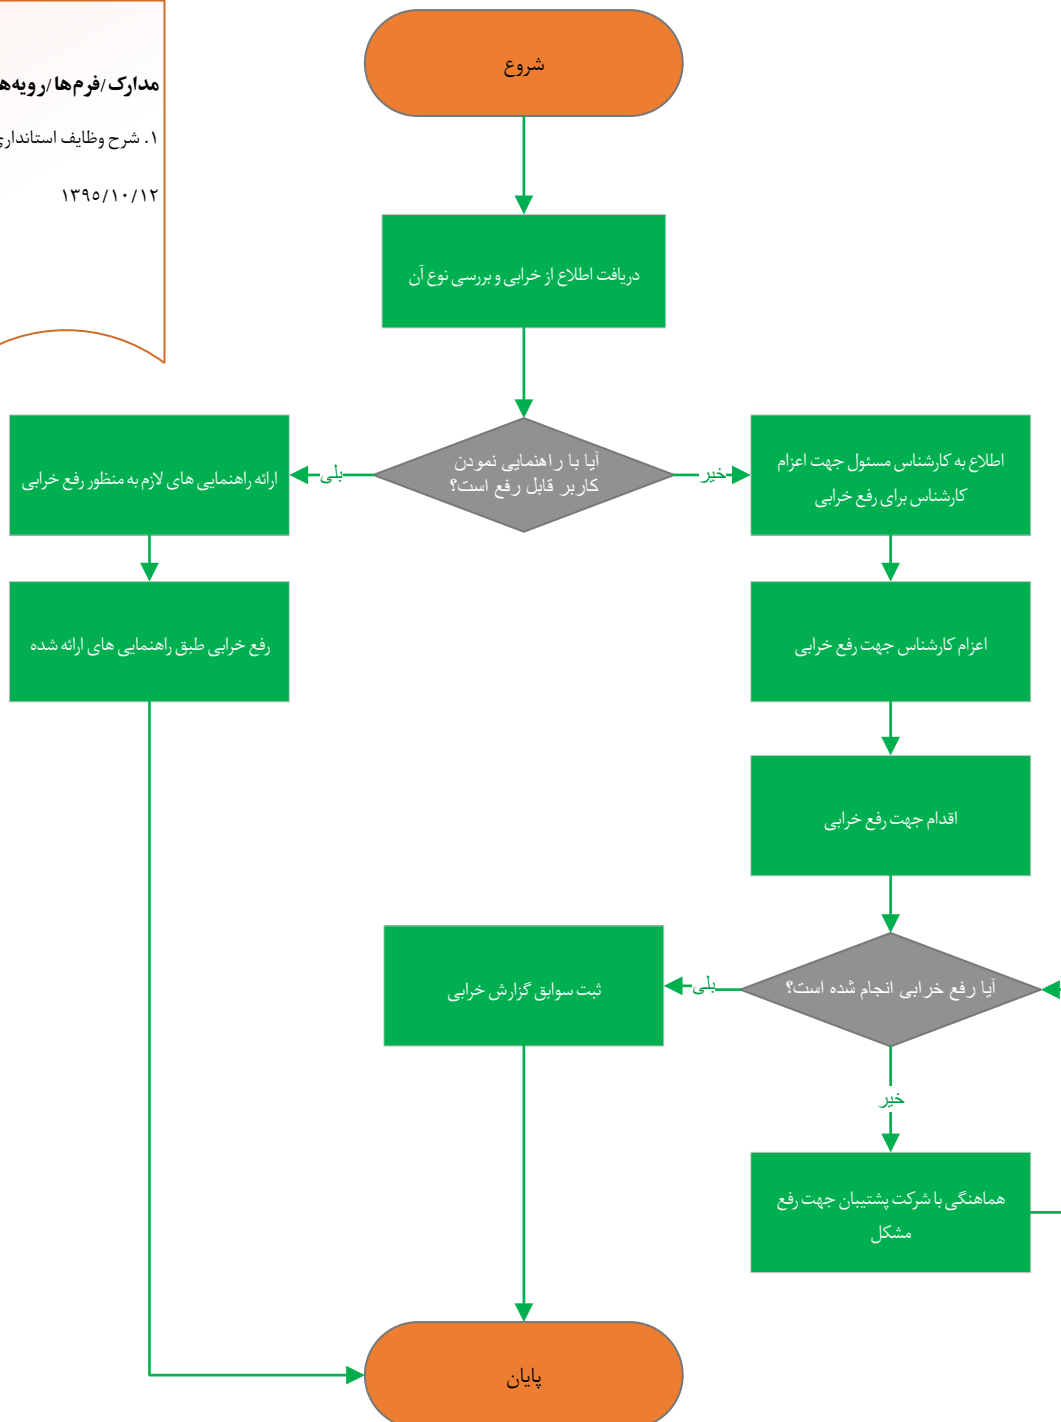 شروع
مدارک/فرم‌ها/رویه‌ه
۱. شرح وظایف استانداری
۱۳۹۵/۱۰/۱۲
دریافت اطلاع از خرابی و بررسی نوع آن
آیا با راهنمایی نمودن
کاربر قابل رفع است؟
خیر
بلی
اطلاع به کارشناس مسئول جهت اعزام
کارشناس برای رفع خرابی
ارائه راهنمایی های لازم به منظور رفع خرابی
اعزام کارشناس جهت رفع خرابی
رفع خرابی طبق راهنمایی های ارائه شده
اقدام جهت رفع خرابی
آیا رفع خرابی انجام شده است؟
بلی
ثبت سوابق گزارش خرابی
خیر
هماهنگی با شرکت پشتیبان جهت رفع
مشکل
پایان